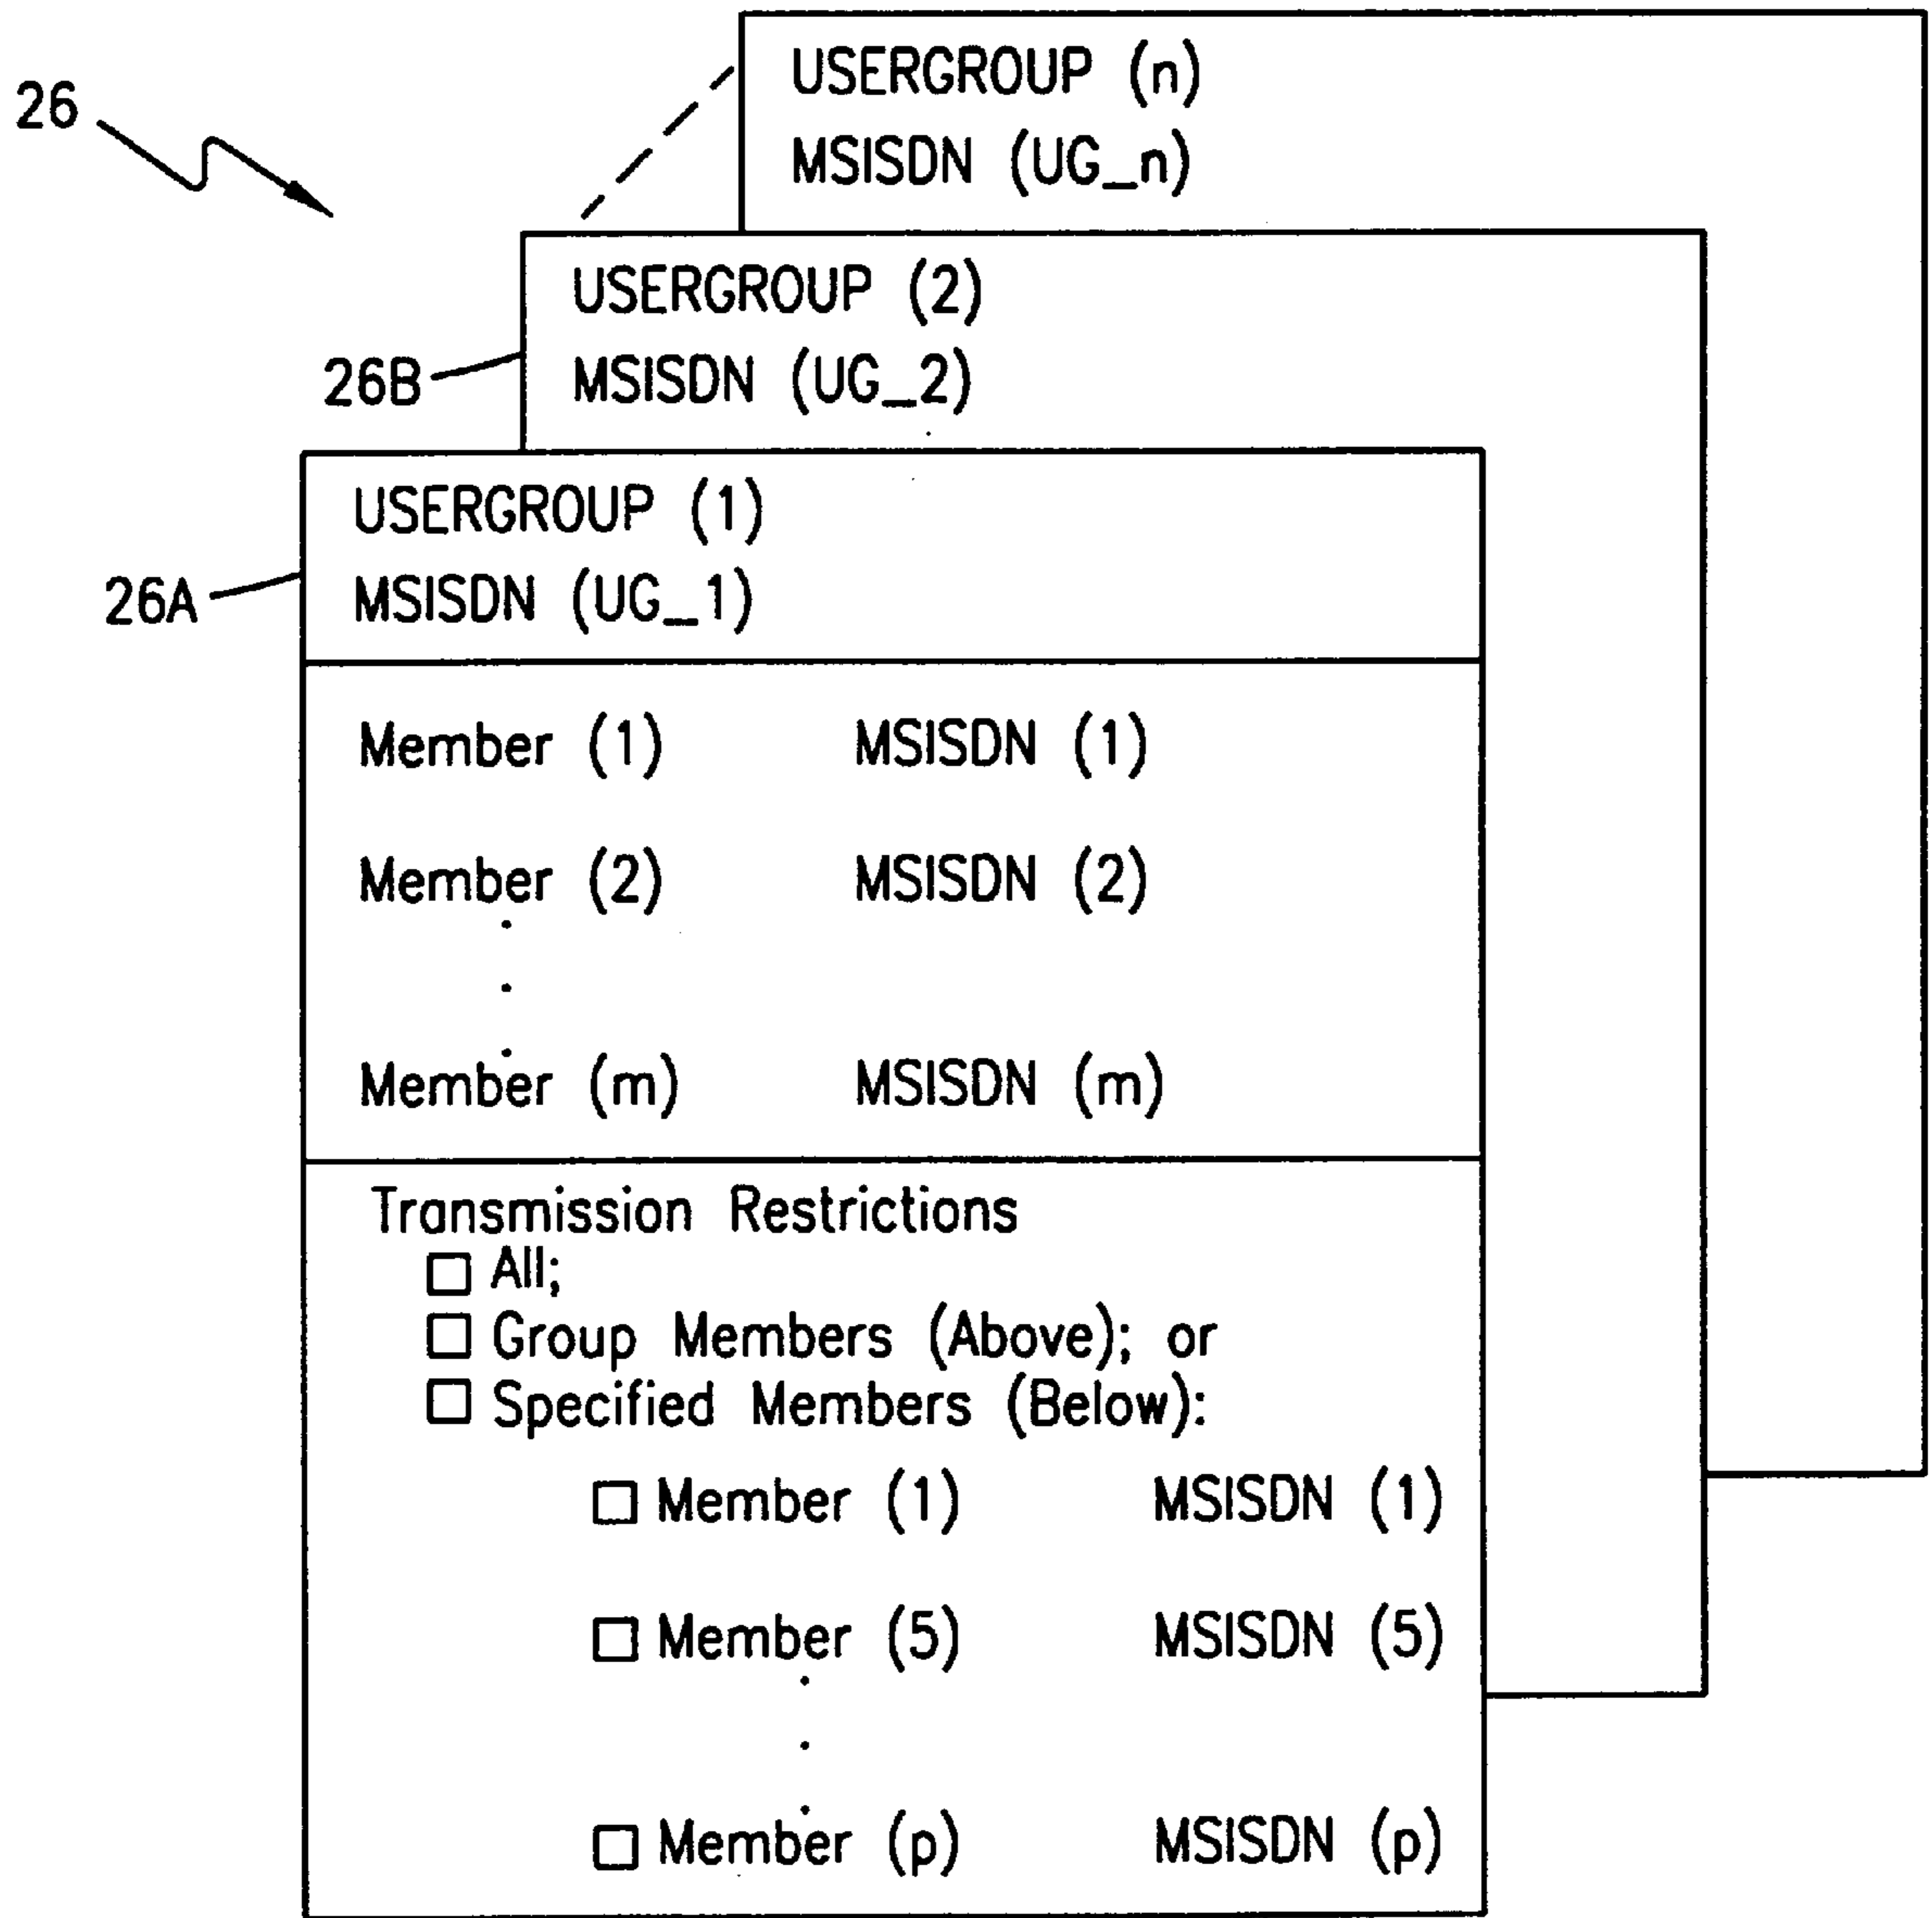 26
USERGROUP (n)
MSISDN (UG_n)
USERGROUP (2)
26B
MSISDN (UG_2)
USERGROUP (1)
26A
MSISDN (UG_1)
Member (1) MSISDN (1)
Member (2) MSISDN (2)
Member (m) MSISDN (m)
Transmission Restrictions
All;
Group Members (Above); or
Specified Members (Below):
Member (1) MSISDN (1)
Member (5) MSISDN (5)
Member (p) MSISDN (p)